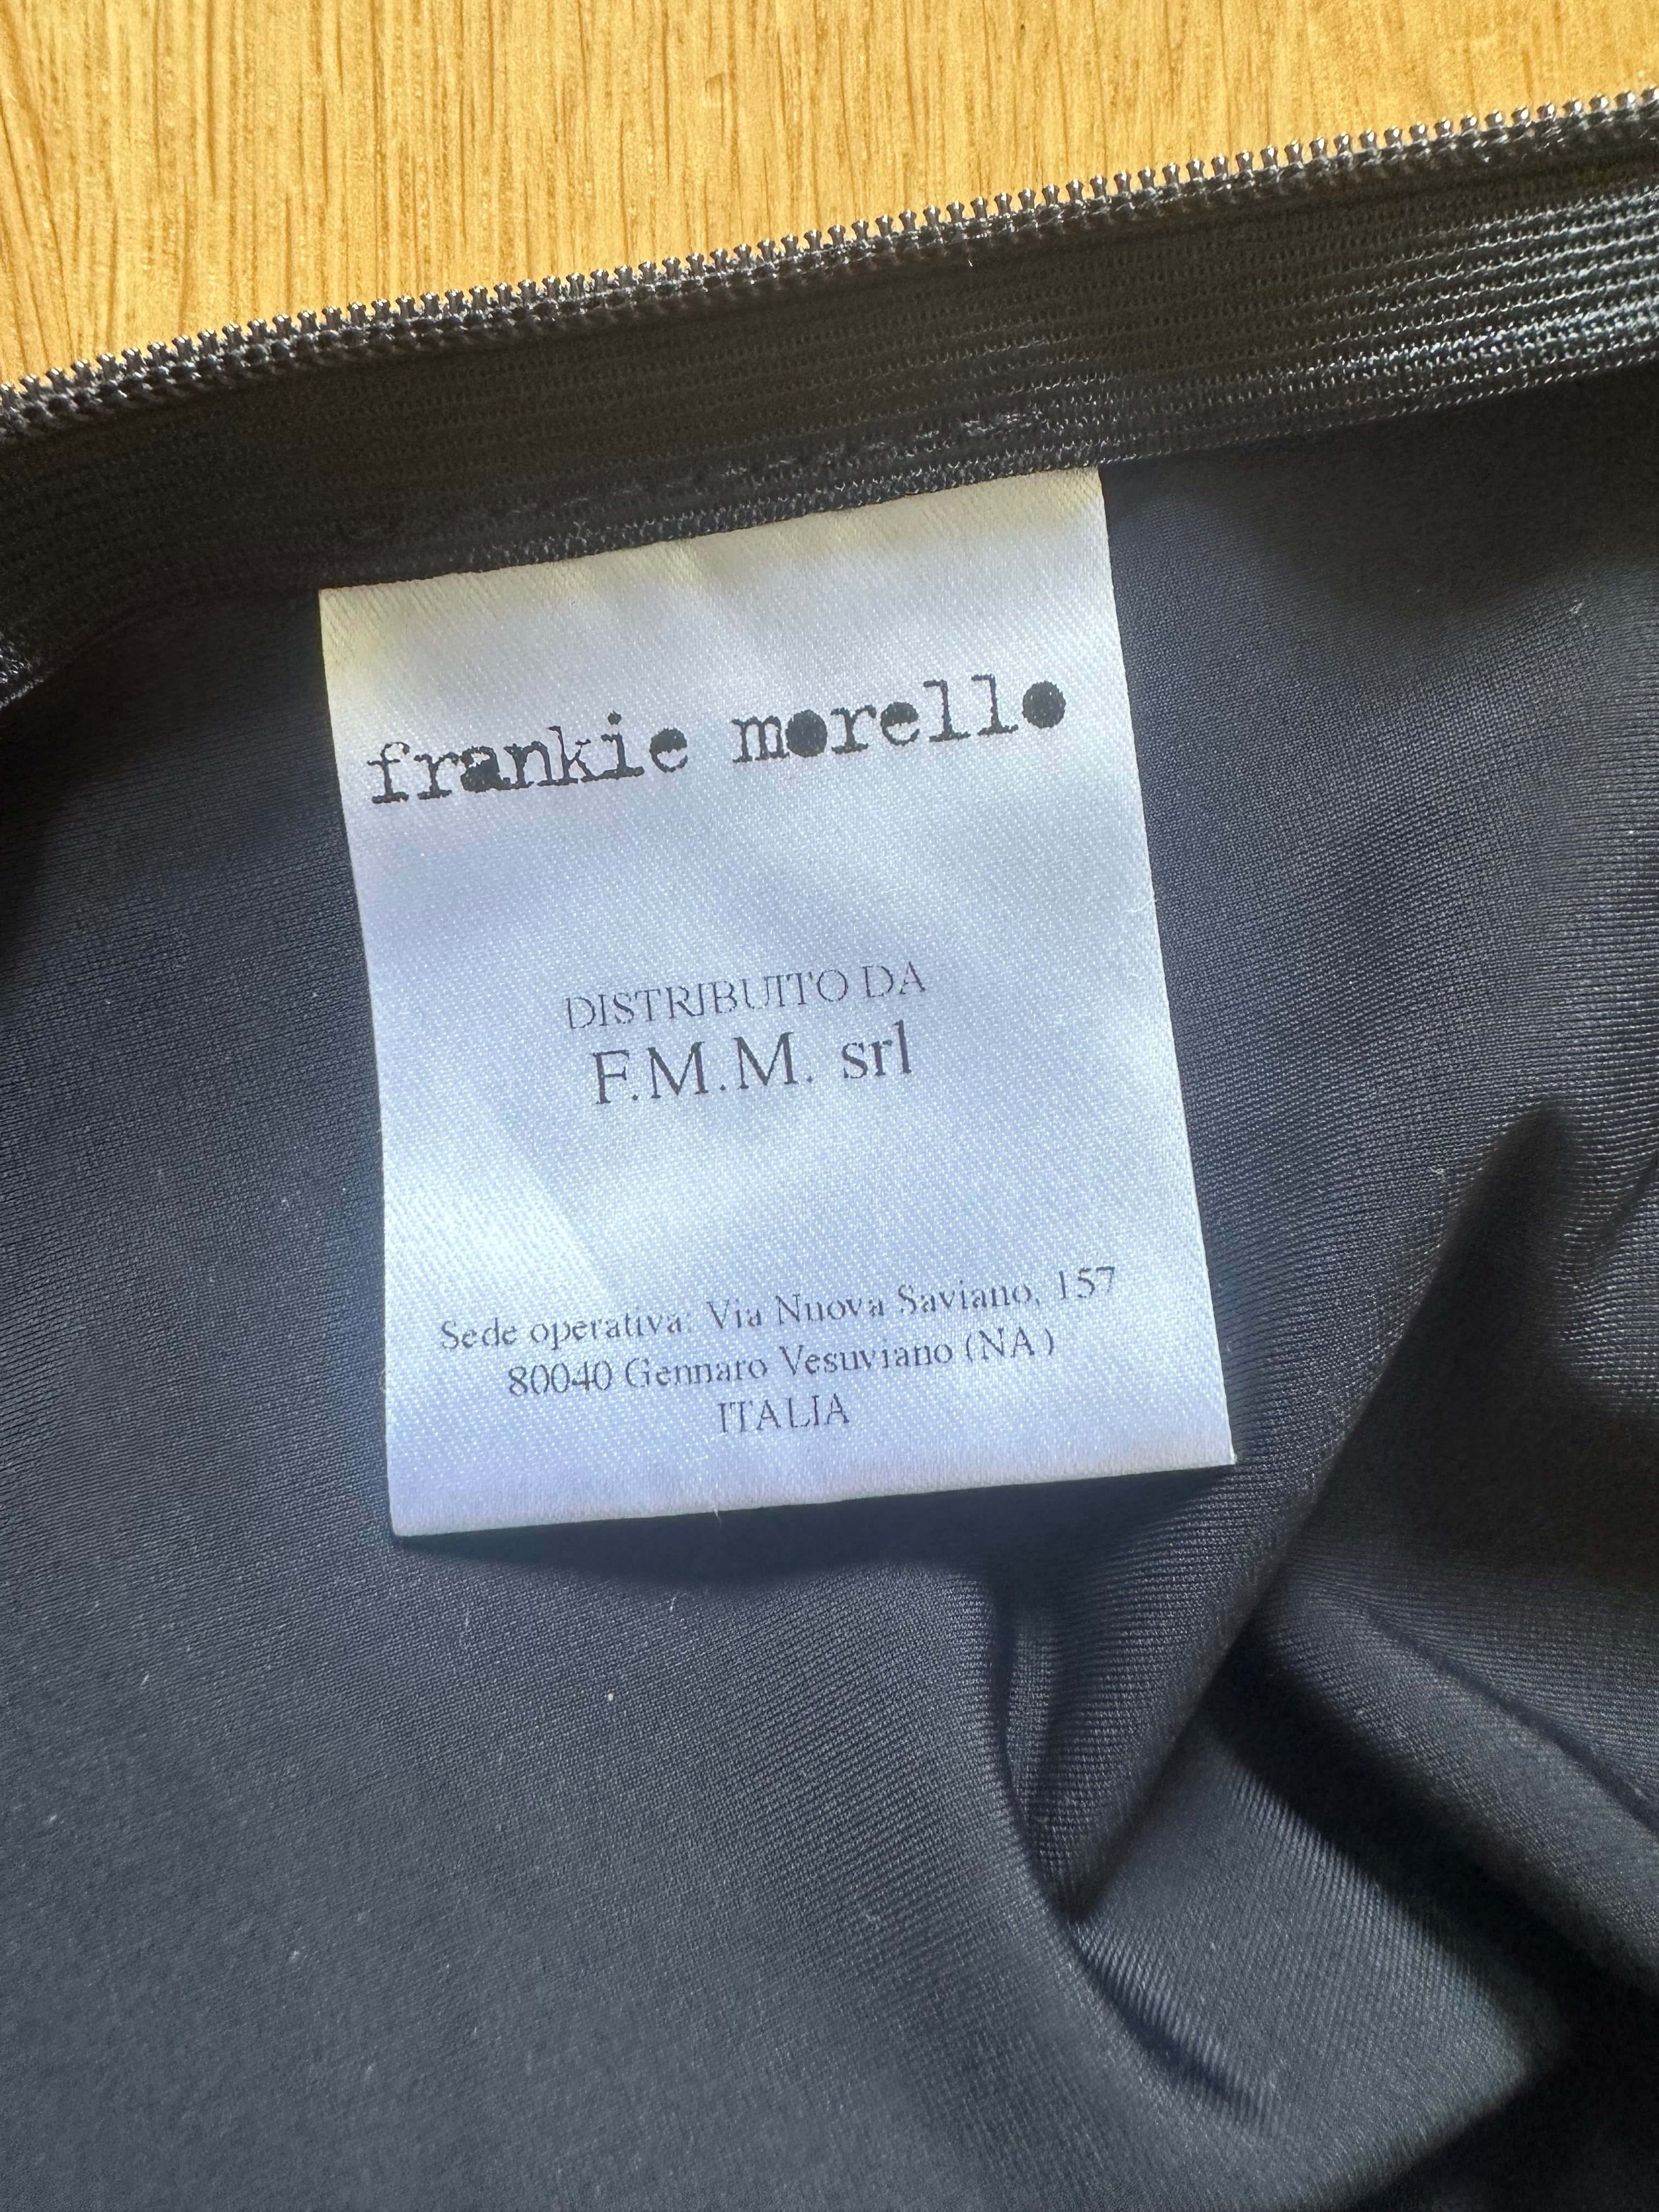 frankie morello
DISTRIBUITO DA
F.M.M. srl
Sede operativa: Via Nuova Saviano, 157
80040 Gennaro Vesuviano (NA)
ITALIA